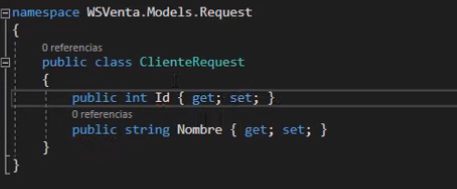 namespace WSVenta.Models.Request
{
0 referencias
public class ClienteRequest
{
public int Id { get; set; }
0 referencias
public string Nombre { get; set; }
}
}